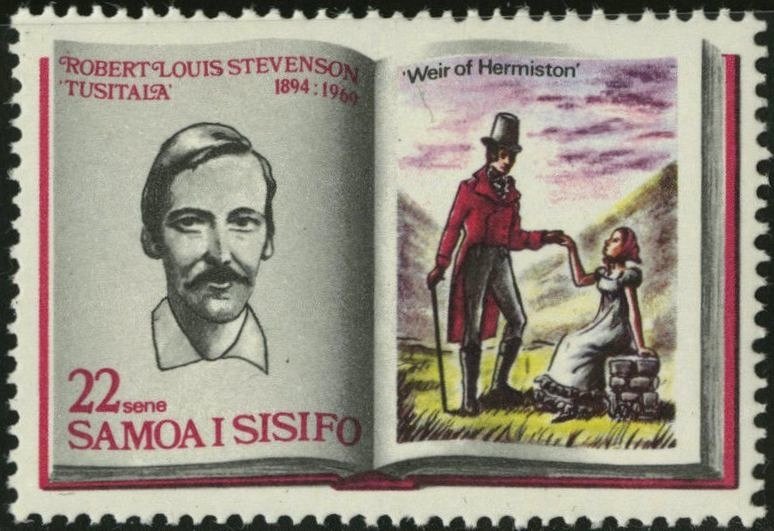 ROBERT LOUIS STEVENSON
'TUSITALA'
1894:1969
22 sene
SAMOA I SISIFO
'Weir of Hermiston'